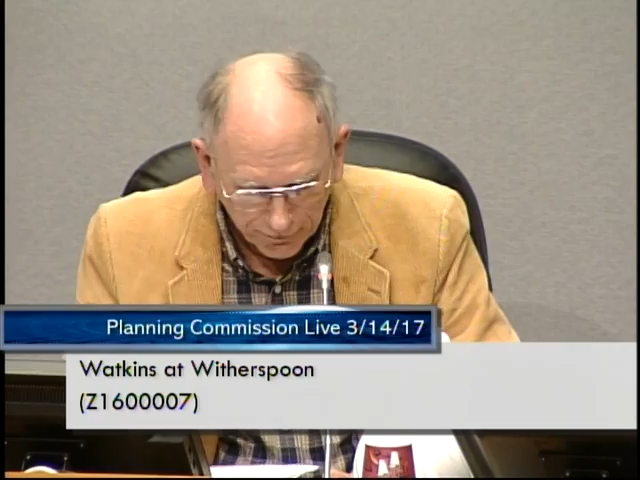 Planning Commission Live 3/14/17
Watkins at Witherspoon
(Z1600007)